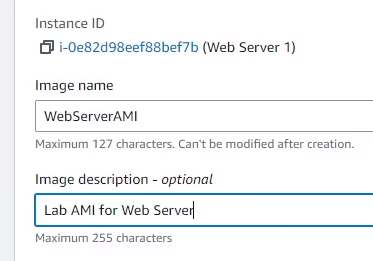 Instance ID
i-0e82d98eef88bef7b (Web Server 1)
Image name
WebServerAMI
Maximum 127 characters. Can't be modified after creation.
Image description - optional
Lab AMI for Web Server
Maximum 255 characters